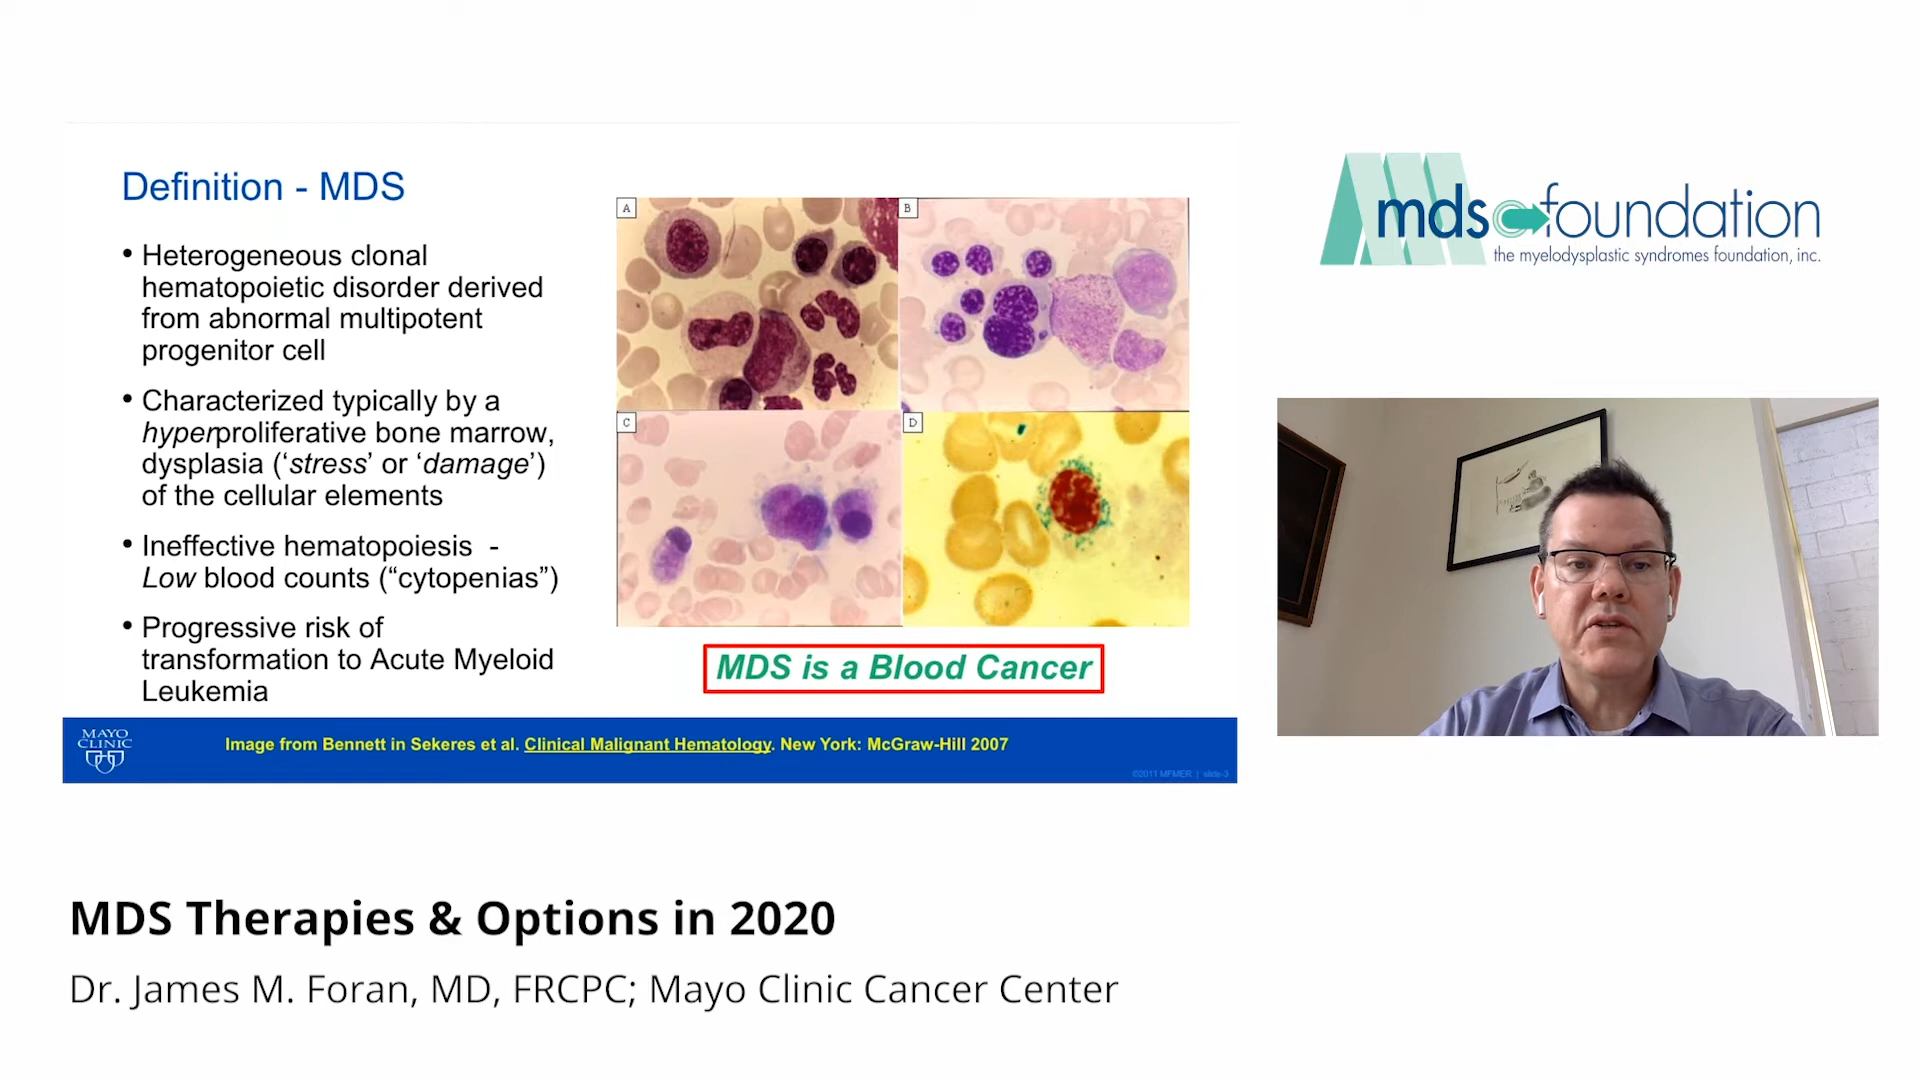 Definition - MDS
• Heterogeneous clonal
hematopoietic disorder derived
from abnormal multipotent
progenitor cell
• Characterized typically by a
hyperproliferative bone marrow,
dysplasia (‘stress’ or ‘damage’)
of the cellular elements
• Ineffective hematopoiesis -
Low blood counts (“cytopenias”)
• Progressive risk of
transformation to Acute Myeloid
Leukemia
A
B
C
D
MDS is a Blood Cancer
MAYO
CLINIC
Image from Bennett in Sekeres et al. Clinical Malignant Hematology. New York: McGraw-Hill 2007
©2011 MFMER | slide-3
mds foundation
the myelodysplastic syndromes foundation, inc.
MDS Therapies & Options in 2020
Dr. James M. Foran, MD, FRCPC; Mayo Clinic Cancer Center